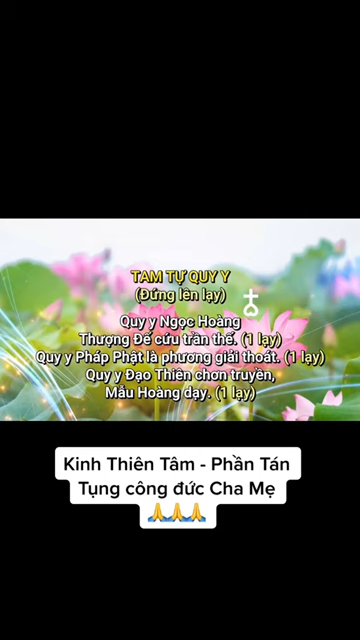 TAM TỰ QUY Y
(Đứng lên lạy)
Quy y Ngọc Hoàng
Thượng Đế cứu trần thế. (1 lạy)
Quy y Pháp Phật là phương giải thoát. (1 lạy)
Quy y Đạo Thiên chơn truyền,
Mẫu Hoàng dạy. (1 lạy)
Kinh Thiên Tâm - Phần Tán
Tụng công đức Cha Mẹ
🙏🙏🙏